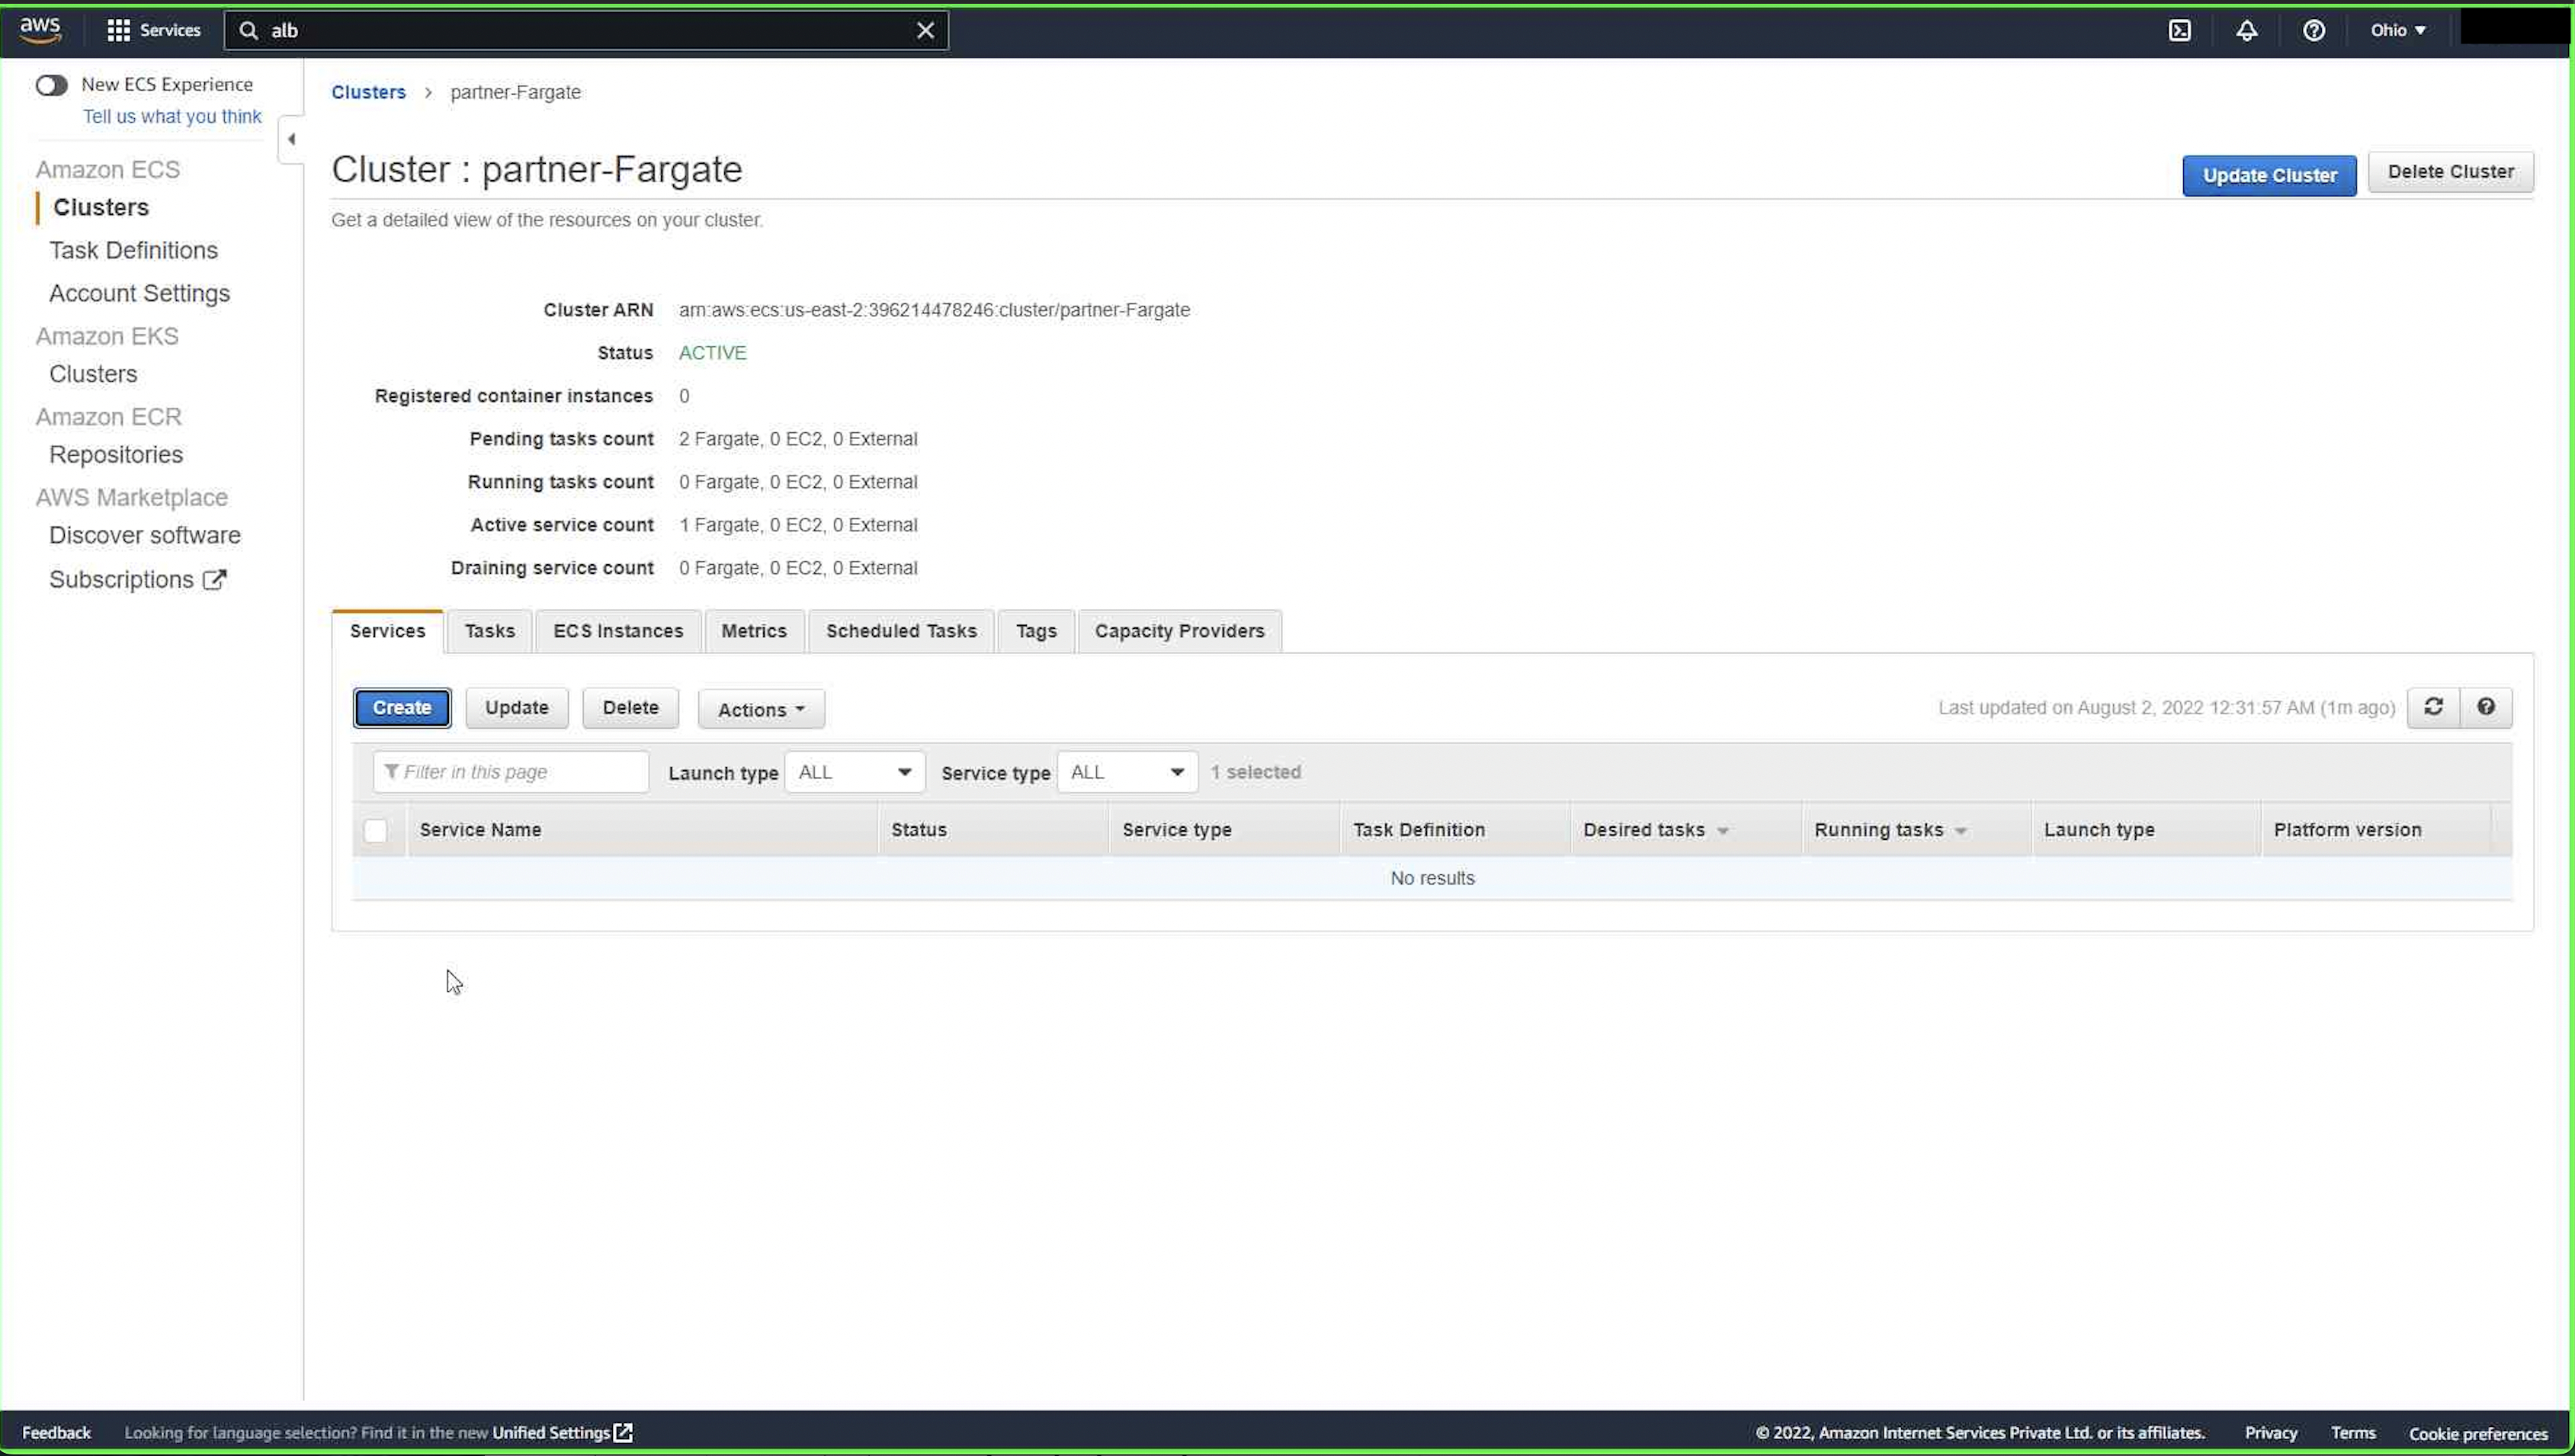 aws Services alb Ohio
New ECS Experience
Tell us what you think
Amazon ECS
Clusters
Task Definitions
Account Settings
Amazon EKS
Clusters
Amazon ECR
Repositories
AWS Marketplace
Discover software
Subscriptions
Clusters > partner-Fargate
Cluster : partner-Fargate
Update Cluster Delete Cluster
Get a detailed view of the resources on your cluster.
Cluster ARN arn:aws:ecs:us-east-2:396214478246:cluster/partner-Fargate
Status ACTIVE
Registered container instances 0
Pending tasks count 2 Fargate, 0 EC2, 0 External
Running tasks count 0 Fargate, 0 EC2, 0 External
Active service count 1 Fargate, 0 EC2, 0 External
Draining service count 0 Fargate, 0 EC2, 0 External
Services Tasks ECS Instances Metrics Scheduled Tasks Tags Capacity Providers
Create Update Delete Actions Last updated on August 2, 2022 12:31:57 AM (1m ago)
Filter in this page Launch type ALL Service type ALL 1 selected
Service Name Status Service type Task Definition Desired tasks Running tasks Launch type Platform version
No results
Feedback Looking for language selection? Find it in the new Unified Settings © 2022, Amazon Internet Services Private Ltd. or its affiliates. Privacy Terms Cookie preferences